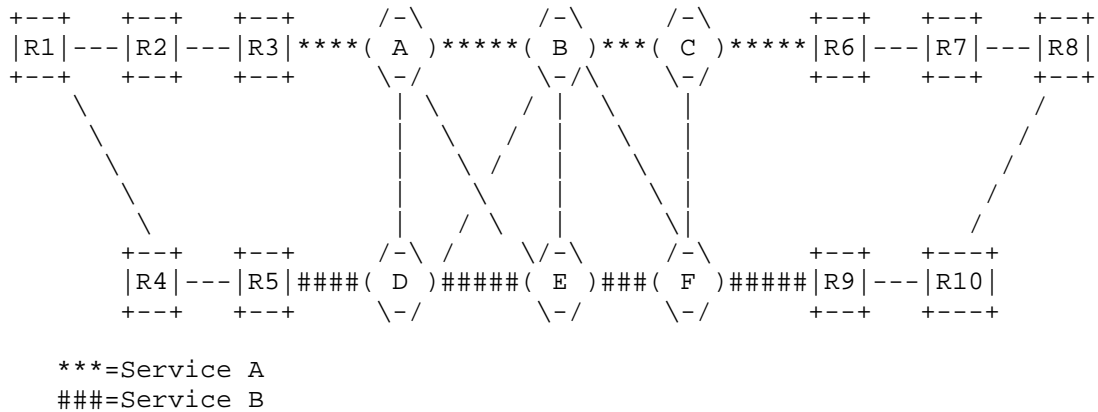 +--+   +--+   +--+      /-\         /-\     /-\         +--+   +--+   +--+
|R1|---|R2|---|R3|****( A )*****( B )***( C )*****|R6|---|R7|---|R8|
+--+   +--+   +--+      \-/         \-/\    \-/         +--+   +--+   +--+
|R4|---|R5|####( D )#####( E )###( F )#####|R9|---|R10|
+--+   +--+      \-/         \-/     \-/         +--+   +---+
***=Service A
###=Service B